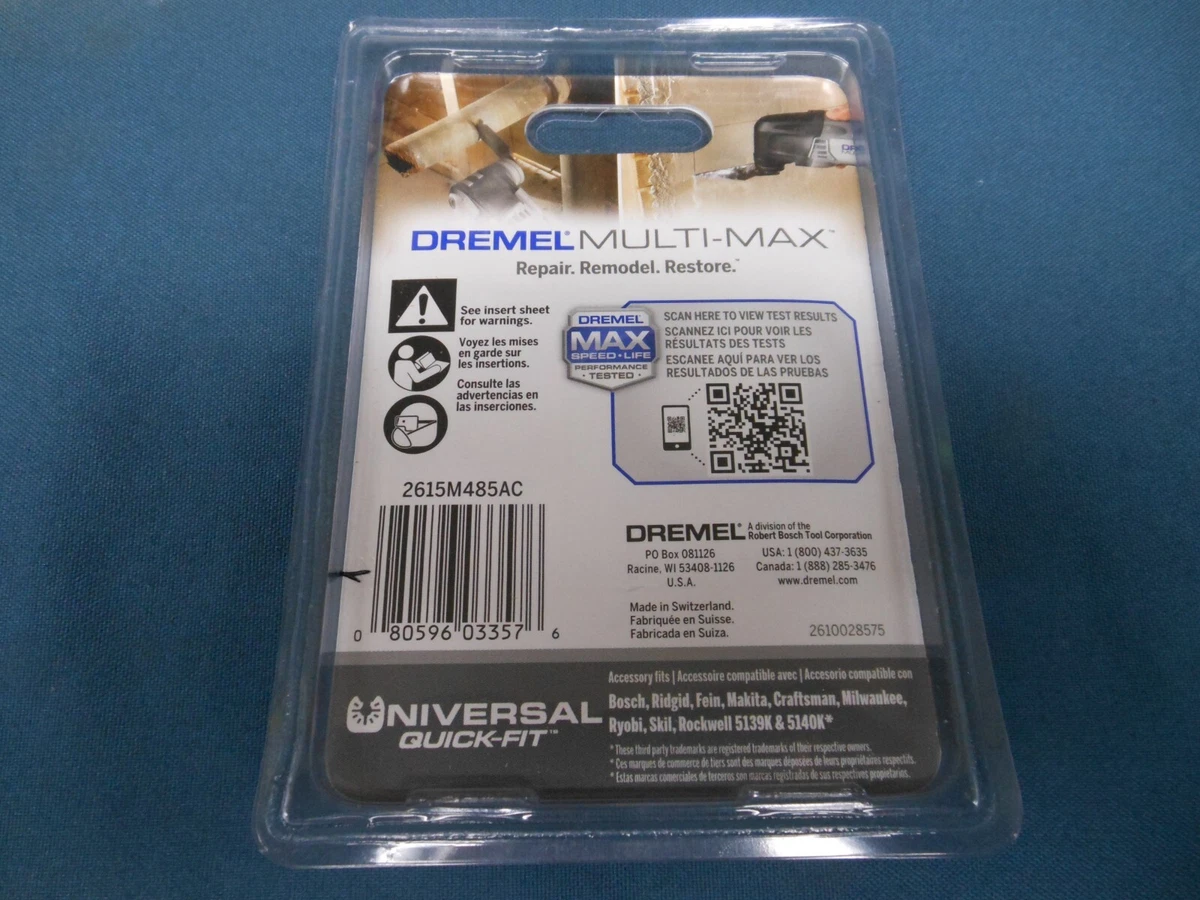 DREMEL® MULTI-MAX™
Repair. Remodel. Restore.™
See insert sheet
for warnings.
Voyez les mises
en garde sur
les insertions.
Consulte las
advertencias en
las inserciones.
DREMEL
MAX
SPEED • LIFE
PERFORMANCE
• TESTED •
SCAN HERE TO VIEW TEST RESULTS
SCANNEZ ICI POUR VOIR LES
RÉSULTATS DES TESTS
ESCANEE AQUÍ PARA VER LOS
RESULTADOS DE LAS PRUEBAS
2615M485AC
0 80596 03357 6
DREMEL® A division of the
Robert Bosch Tool Corporation
PO Box 081126
Racine, WI 53408-1126
U.S.A.
USA: 1 (800) 437-3635
Canada: 1 (888) 285-3476
www.dremel.com
Made in Switzerland.
Fabriquée en Suisse.
Fabricada en Suiza.
2610028575
UNIVERSAL
QUICK-FIT™
Accessory fits | Accessoire compatible avec | Accesorio compatible con
Bosch, Ridgid, Fein, Makita, Craftsman, Milwaukee,
Ryobi, Skil, Rockwell 5139K & 5140K*
* These third party trademarks are registered trademarks of their respective owners.
* Ces marques de commerce de tiers sont des marques déposées de leurs propriétaires respectifs.
* Estas marcas comerciales de terceros son marcas registradas de sus respectivos propietarios.